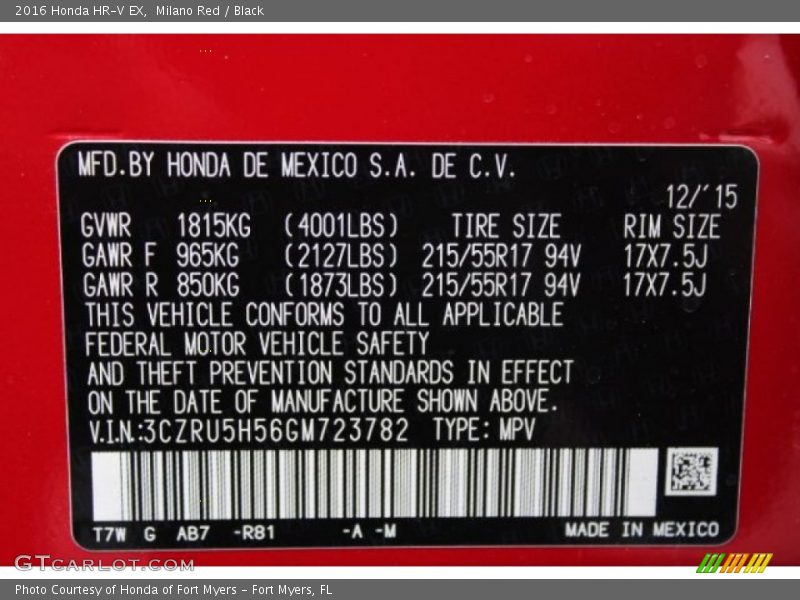 2016 Honda HR-V EX,  Milano Red / Black
MFD.BY HONDA DE MEXICO S.A. DE C.V.
12/'15
GVWR 1815KG (4001LBS) TIRE SIZE RIM SIZE
GAWR F 965KG (2127LBS) 215/55R17 94V 17X7.5J
GAWR R 850KG (1873LBS) 215/55R17 94V 17X7.5J
THIS VEHICLE CONFORMS TO ALL APPLICABLE
FEDERAL MOTOR VEHICLE SAFETY
AND THEFT PREVENTION STANDARDS IN EFFECT
ON THE DATE OF MANUFACTURE SHOWN ABOVE.
V.I.N.:3CZRU5H56GM723782 TYPE: MPV
T7W G AB7 -R81 -A -M MADE IN MEXICO
GTCARLOT.COM
Photo Courtesy of Honda of Fort Myers - Fort Myers, FL